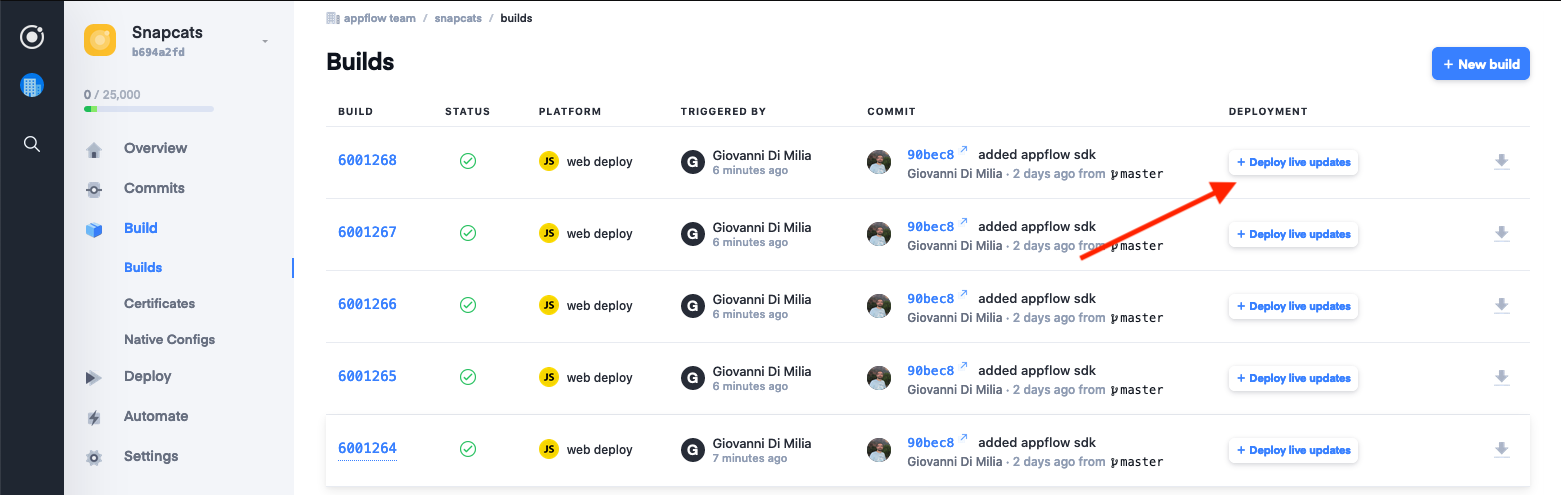 Snapcats
b694a2fd
0 / 25,000
Overview
Commits
Build
Builds
Certificates
Native Configs
Deploy
Automate
Settings
appflow team / snapcats / builds
Builds
+ New build
BUILD STATUS PLATFORM TRIGGERED BY COMMIT DEPLOYMENT
6001268 JS web deploy G Giovanni Di Milia 90bec8 added appflow sdk + Deploy live updates
6 minutes ago Giovanni Di Milia · 2 days ago from master
6001267 JS web deploy G Giovanni Di Milia 90bec8 added appflow sdk + Deploy live updates
6 minutes ago Giovanni Di Milia · 2 days ago from master
6001266 JS web deploy G Giovanni Di Milia 90bec8 added appflow sdk + Deploy live updates
6 minutes ago Giovanni Di Milia · 2 days ago from master
6001265 JS web deploy G Giovanni Di Milia 90bec8 added appflow sdk + Deploy live updates
6 minutes ago Giovanni Di Milia · 2 days ago from master
6001264 JS web deploy G Giovanni Di Milia 90bec8 added appflow sdk + Deploy live updates
7 minutes ago Giovanni Di Milia · 2 days ago from master